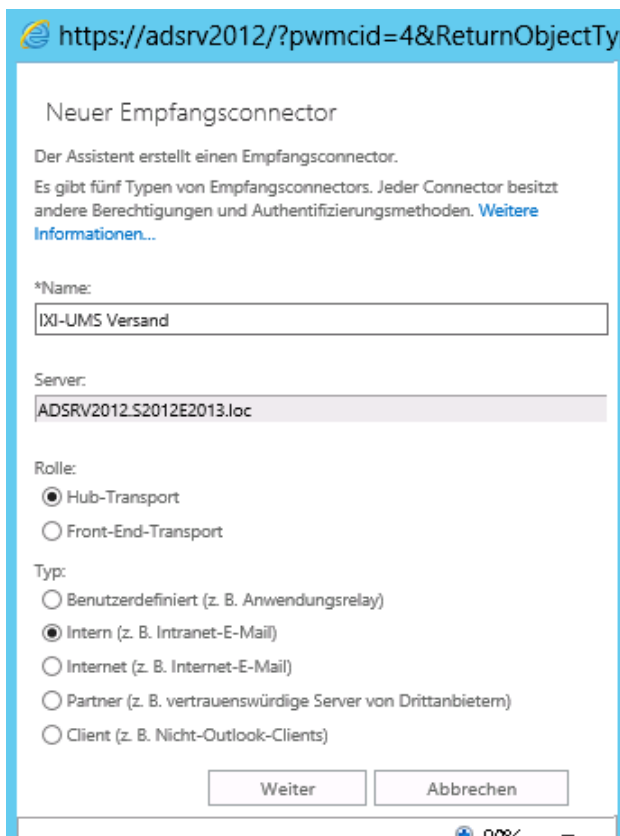 https://adsrv2012/?pwmcid=4&ReturnObjectTy
Neuer Empfangsconnector
Der Assistent erstellt einen Empfangsconnector.
Es gibt fünf Typen von Empfangsconnectors. Jeder Connector besitzt
andere Berechtigungen und Authentifizierungsmethoden. Weitere
Informationen...
*Name:
IXI-UMS Versand
Server:
ADSRV2012.S2012E2013.loc
Rolle:
Hub-Transport
Front-End-Transport
Typ:
Benutzerdefiniert (z. B. Anwendungsrelay)
Intern (z. B. Intranet-E-Mail)
Internet (z. B. Internet-E-Mail)
Partner (z. B. vertrauenswürdige Server von Drittanbietern)
Client (z. B. Nicht-Outlook-Clients)
Weiter Abbrechen